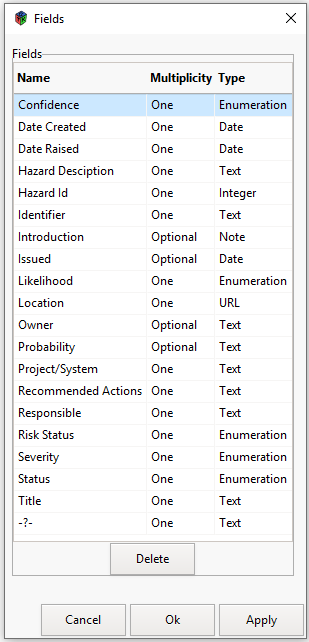 Fields
Fields
Name Multiplicity Type
Confidence One Enumeration
Date Created One Date
Date Raised One Date
Hazard Desciption One Text
Hazard Id One Integer
Identifier One Text
Introduction Optional Note
Issued Optional Date
Likelihood One Enumeration
Location One URL
Owner Optional Text
Probability Optional Text
Project/System One Text
Recommended Actions One Text
Responsible One Text
Risk Status One Enumeration
Severity One Enumeration
Status One Enumeration
Title One Text
-?- One Text
Delete
Cancel Ok Apply